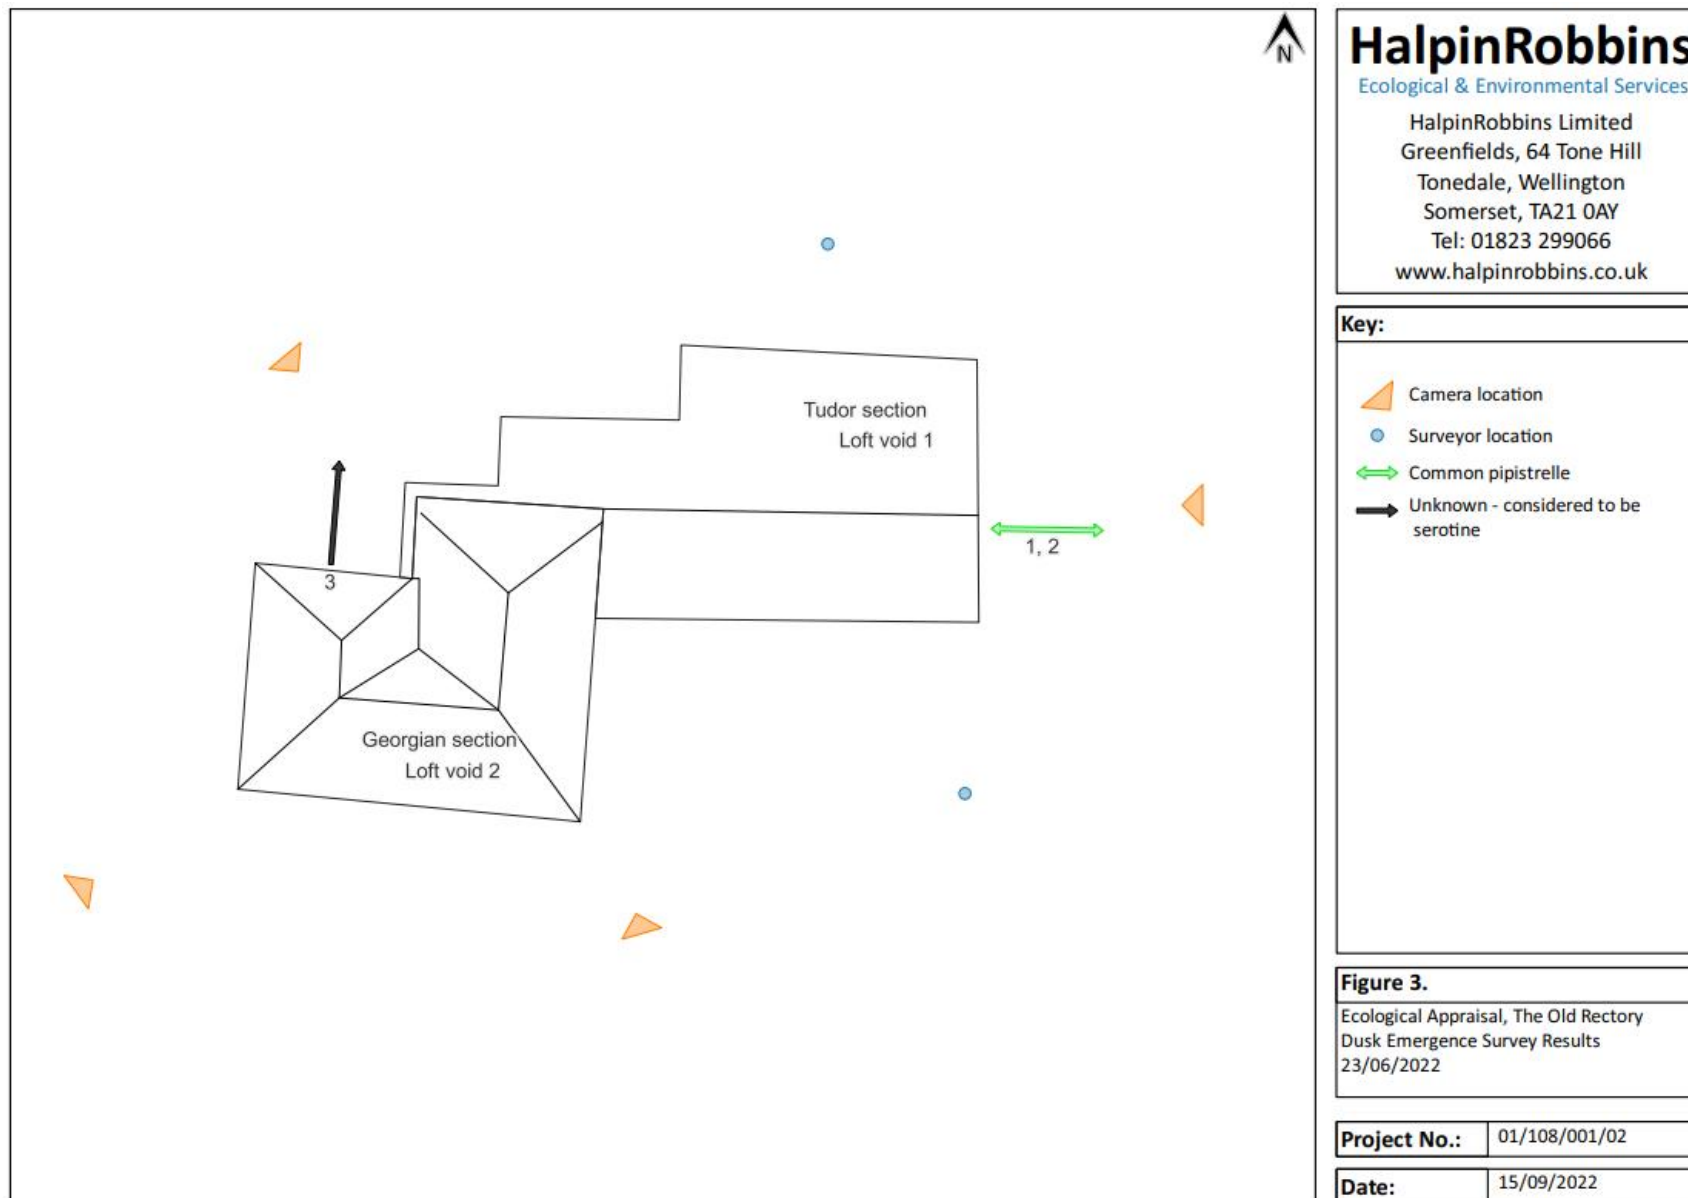 N
Tudor section
Loft void 1
1, 2
3
Georgian section
Loft void 2
HalpinRobbins
Ecological & Environmental Services
HalpinRobbins Limited
Greenfields, 64 Tone Hill
Tonedale, Wellington
Somerset, TA21 0AY
Tel: 01823 299066
www.halpinrobbins.co.uk
Key:
Camera location
Surveyor location
Common pipistrelle
Unknown - considered to be
serotine
Figure 3.
Ecological Appraisal, The Old Rectory
Dusk Emergence Survey Results
23/06/2022
Project No.: 01/108/001/02
Date: 15/09/2022